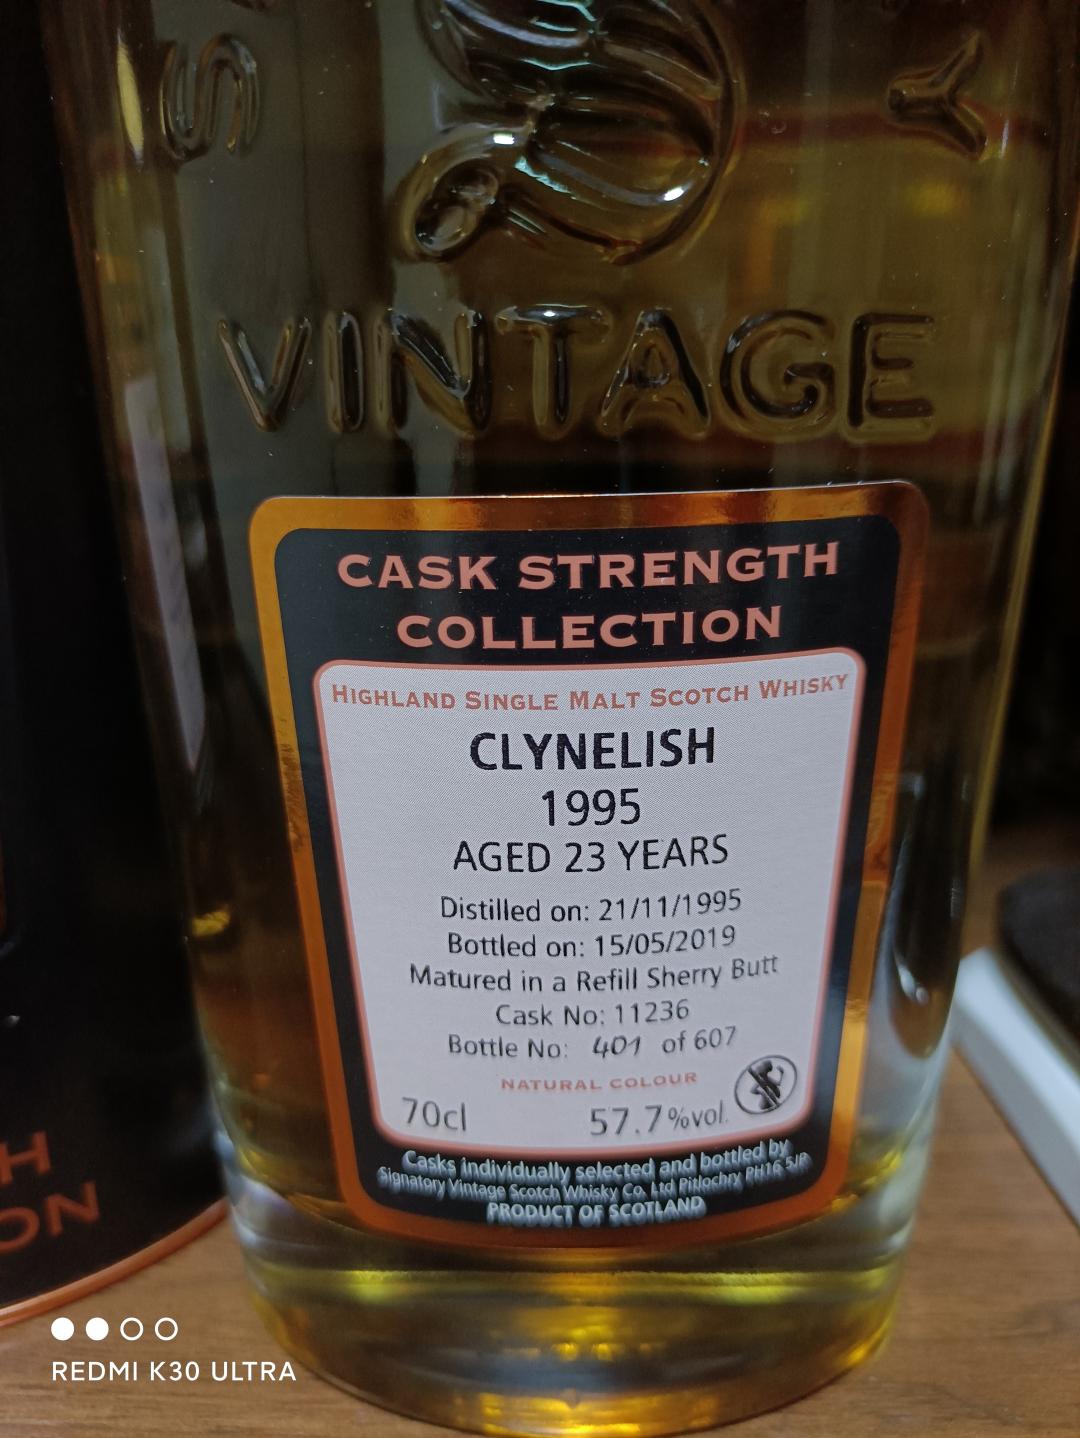 S Y
VINTAGE
CASK STRENGTH
COLLECTION
HIGHLAND SINGLE MALT SCOTCH WHISKY
CLYNELISH
1995
AGED 23 YEARS
Distilled on: 21/11/1995
Bottled on: 15/05/2019
Matured in a Refill Sherry Butt
Cask No: 11236
Bottle No: 401 of 607
NATURAL COLOUR
70cl 57.7%vol.
Casks individually selected and bottled by
Signatory Vintage Scotch Whisky Co. Ltd Pitlochry PH16 5JP
PRODUCT OF SCOTLAND
H
ON
REDMI K30 ULTRA